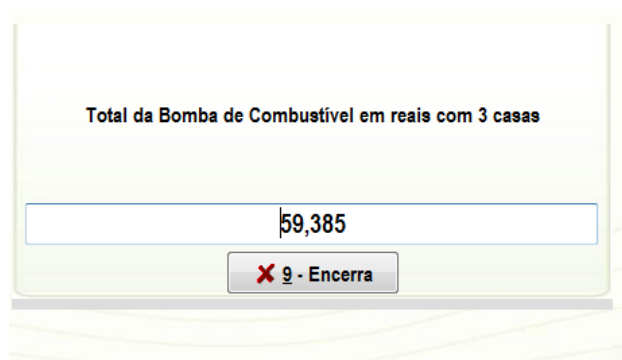 Total da Bomba de Combustível em reais com 3 casas
59,385
9 - Encerra